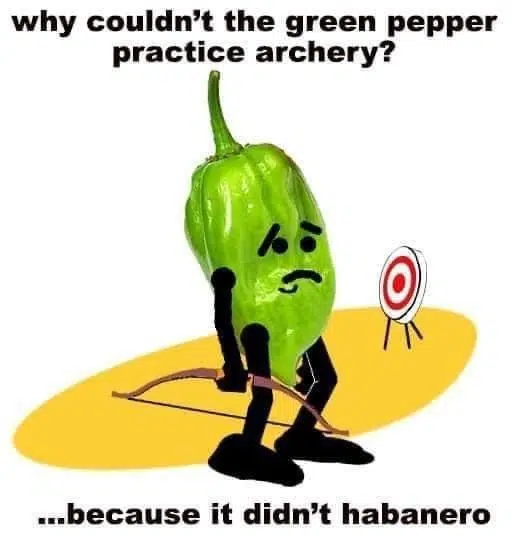 why couldn't the green pepper
practice archery?
...because it didn't habanero